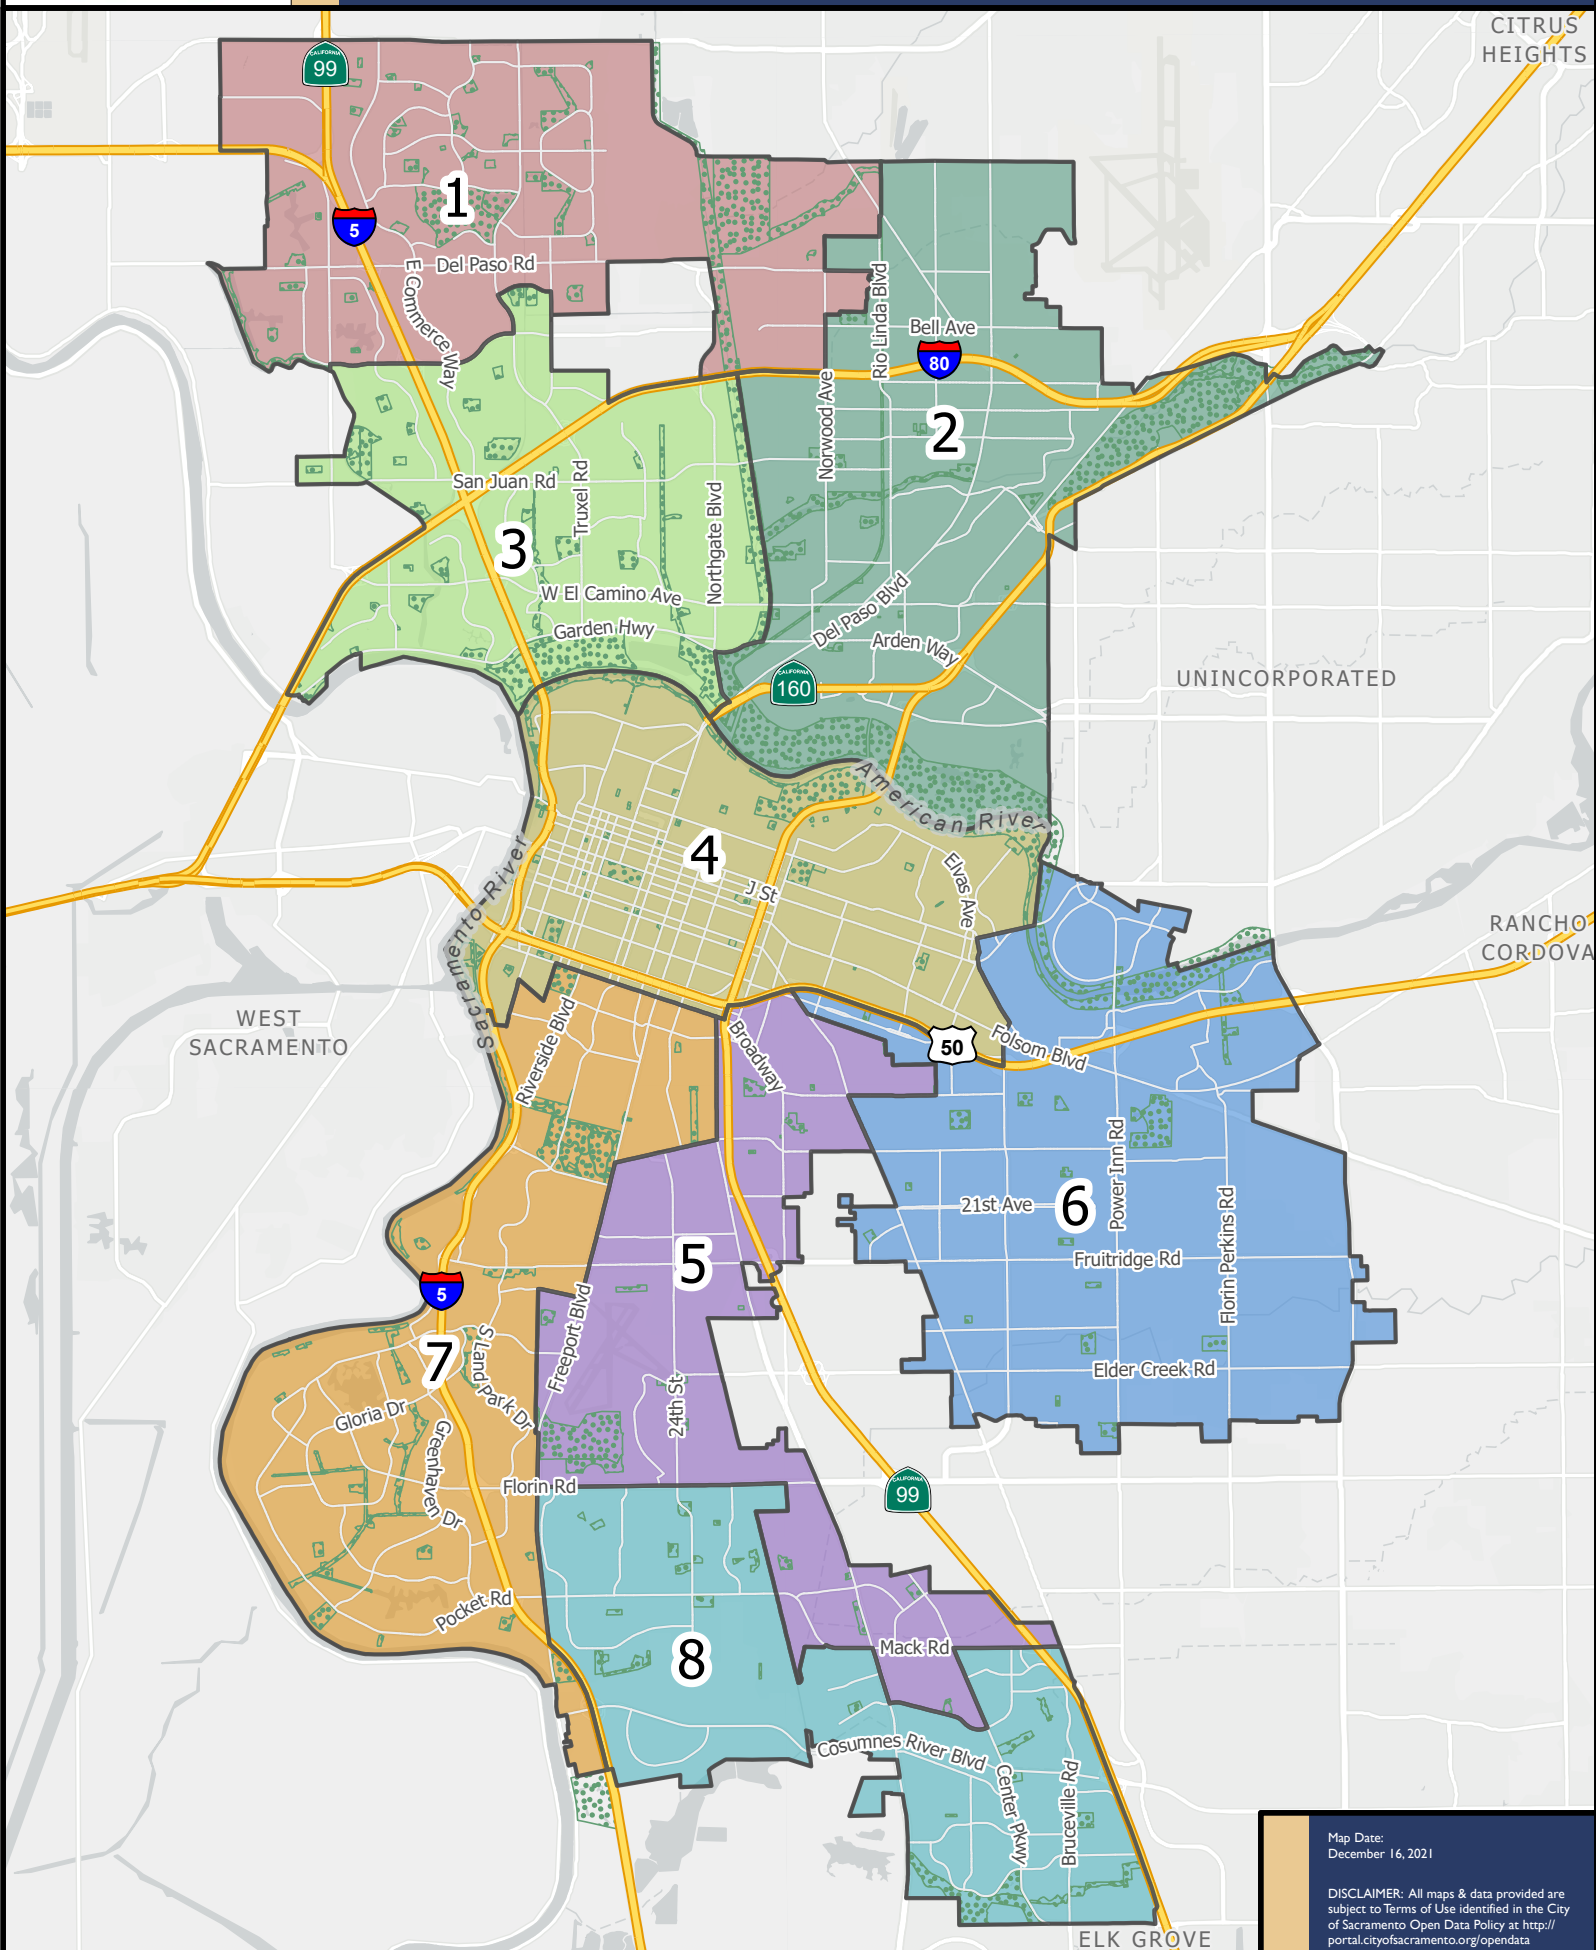 CITRUS
HEIGHTS
CALIFORNIA
99
1
5
Del Paso Rd
E Commerce Way
Rio Linda Blvd
Bell Ave
80
Norwood Ave
2
San Juan Rd
Truxel Rd
Northgate Blvd
3
W El Camino Ave
Garden Hwy
Del Paso Blvd
Arden Way
CALIFORNIA
160
UNINCORPORATED
American River
4
J St
Elvas Ave
Sacramento River
RANCHO
CORDOVA
WEST
SACRAMENTO
Riverside Blvd
Broadway
50
Folsom Blvd
Power Inn Rd
21st Ave
6
Florin Perkins Rd
Fruitridge Rd
5
5
Freeport Blvd
7
S Land Park Dr
Elder Creek Rd
24th St
Gloria Dr
Greenhaven Dr
Florin Rd
CALIFORNIA
99
Pocket Rd
8
Mack Rd
Cosumnes River Blvd
Center Pkwy
Bruceville Rd
ELK GROVE
Map Date:
December 16, 2021
DISCLAIMER: All maps & data provided are
subject to Terms of Use identified in the City
of Sacramento Open Data Policy at http://
portal.cityofsacramento.org/opendata